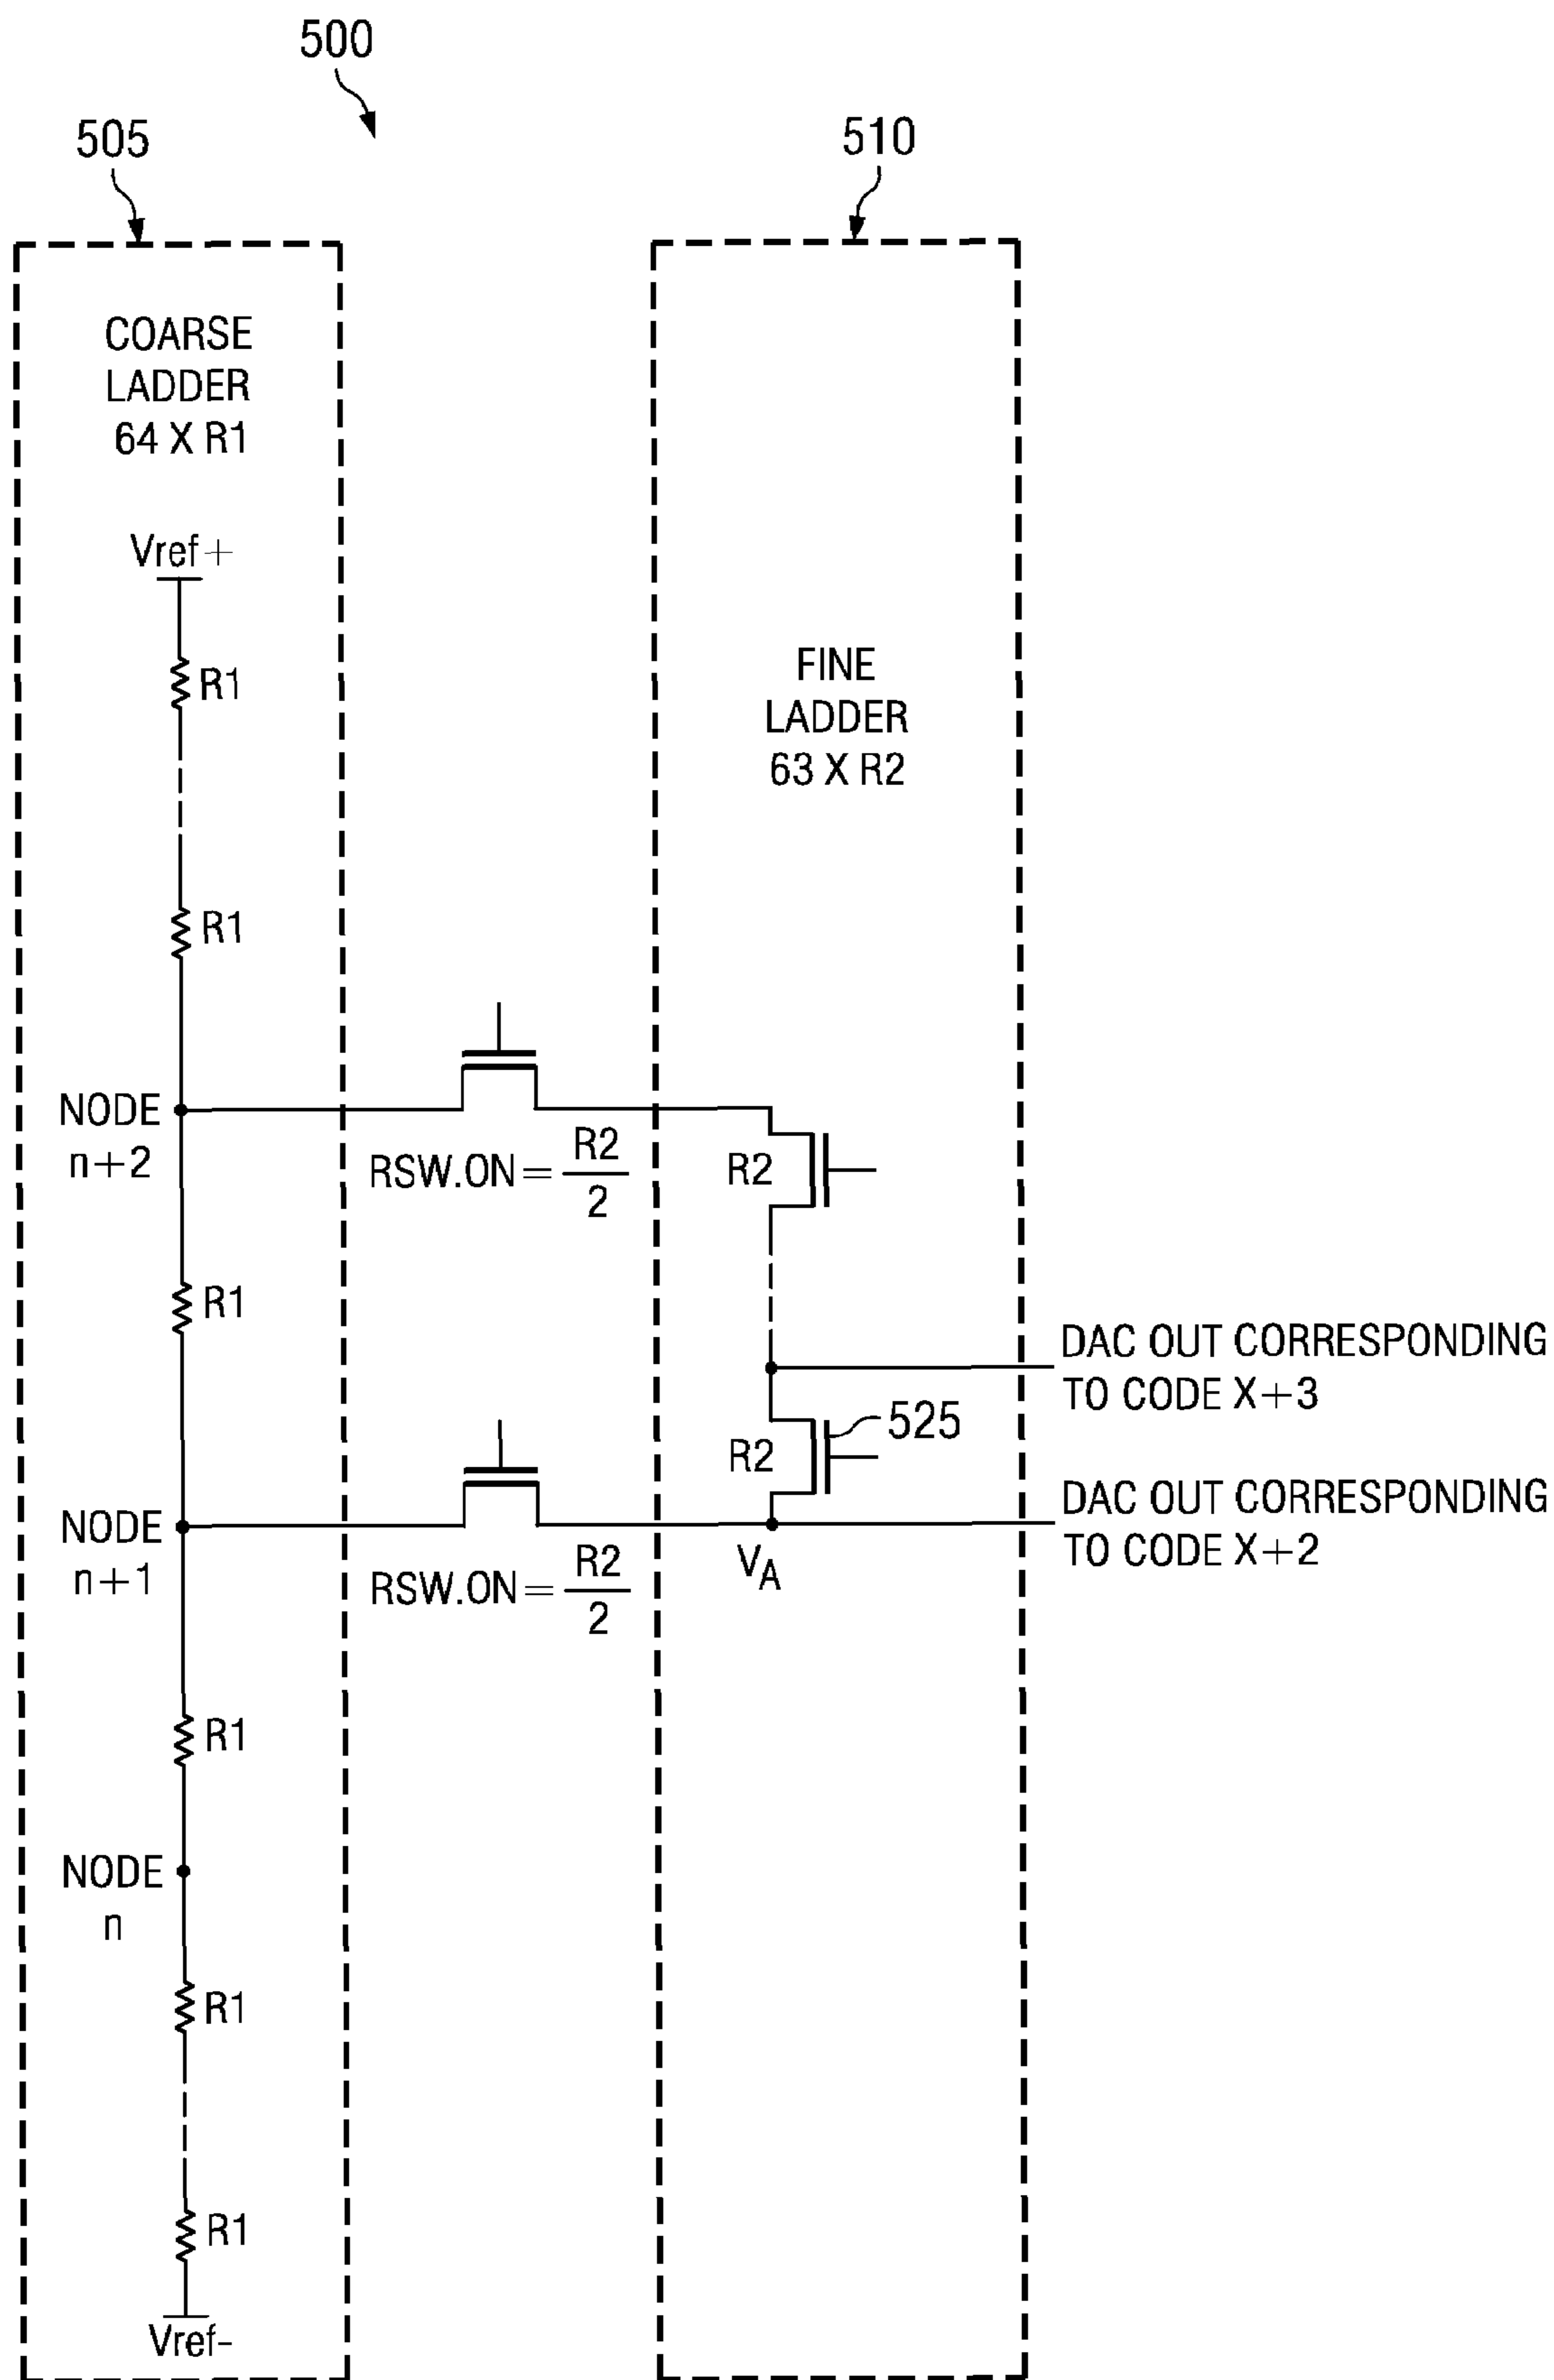 500
505
510
COARSE
LADDER
64 X R1
Vref+
R1
FINE
LADDER
63 X R2
R1
NODE
n+2
RSW.ON=R2/2
R2
R1
DAC OUT CORRESPONDING
TO CODE X+3
525
R2
DAC OUT CORRESPONDING
TO CODE X+2
NODE
n+1
RSW.ON=R2/2
VA
R1
NODE
n
R1
R1
Vref-